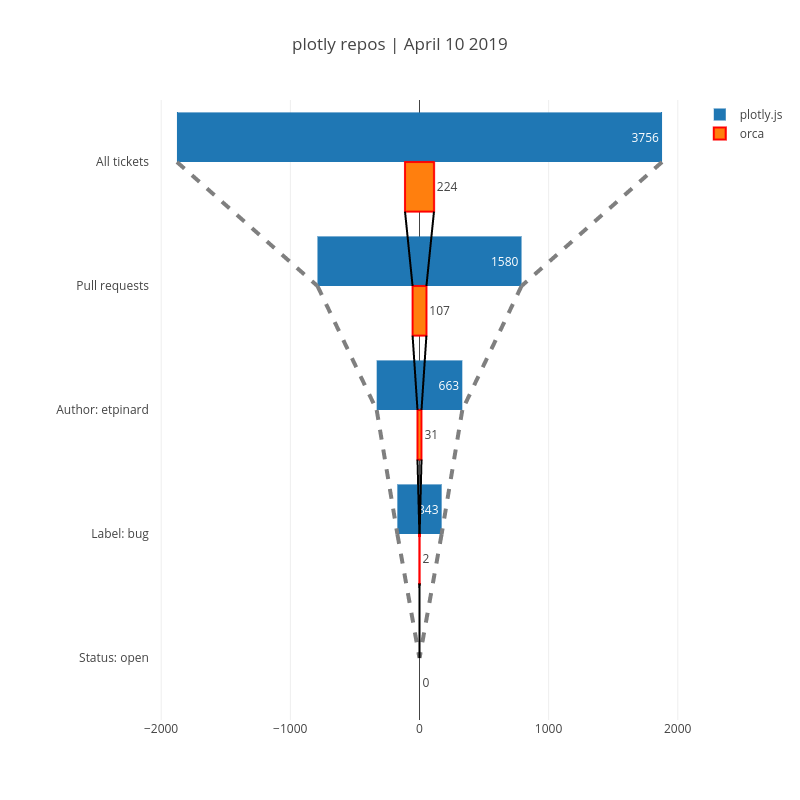 plotly repos | April 10 2019
plotly.js
orca
All tickets
3756
224
Pull requests
1580
107
Author: etpinard
663
31
Label: bug
343
2
Status: open
0
−2000
−1000
0
1000
2000